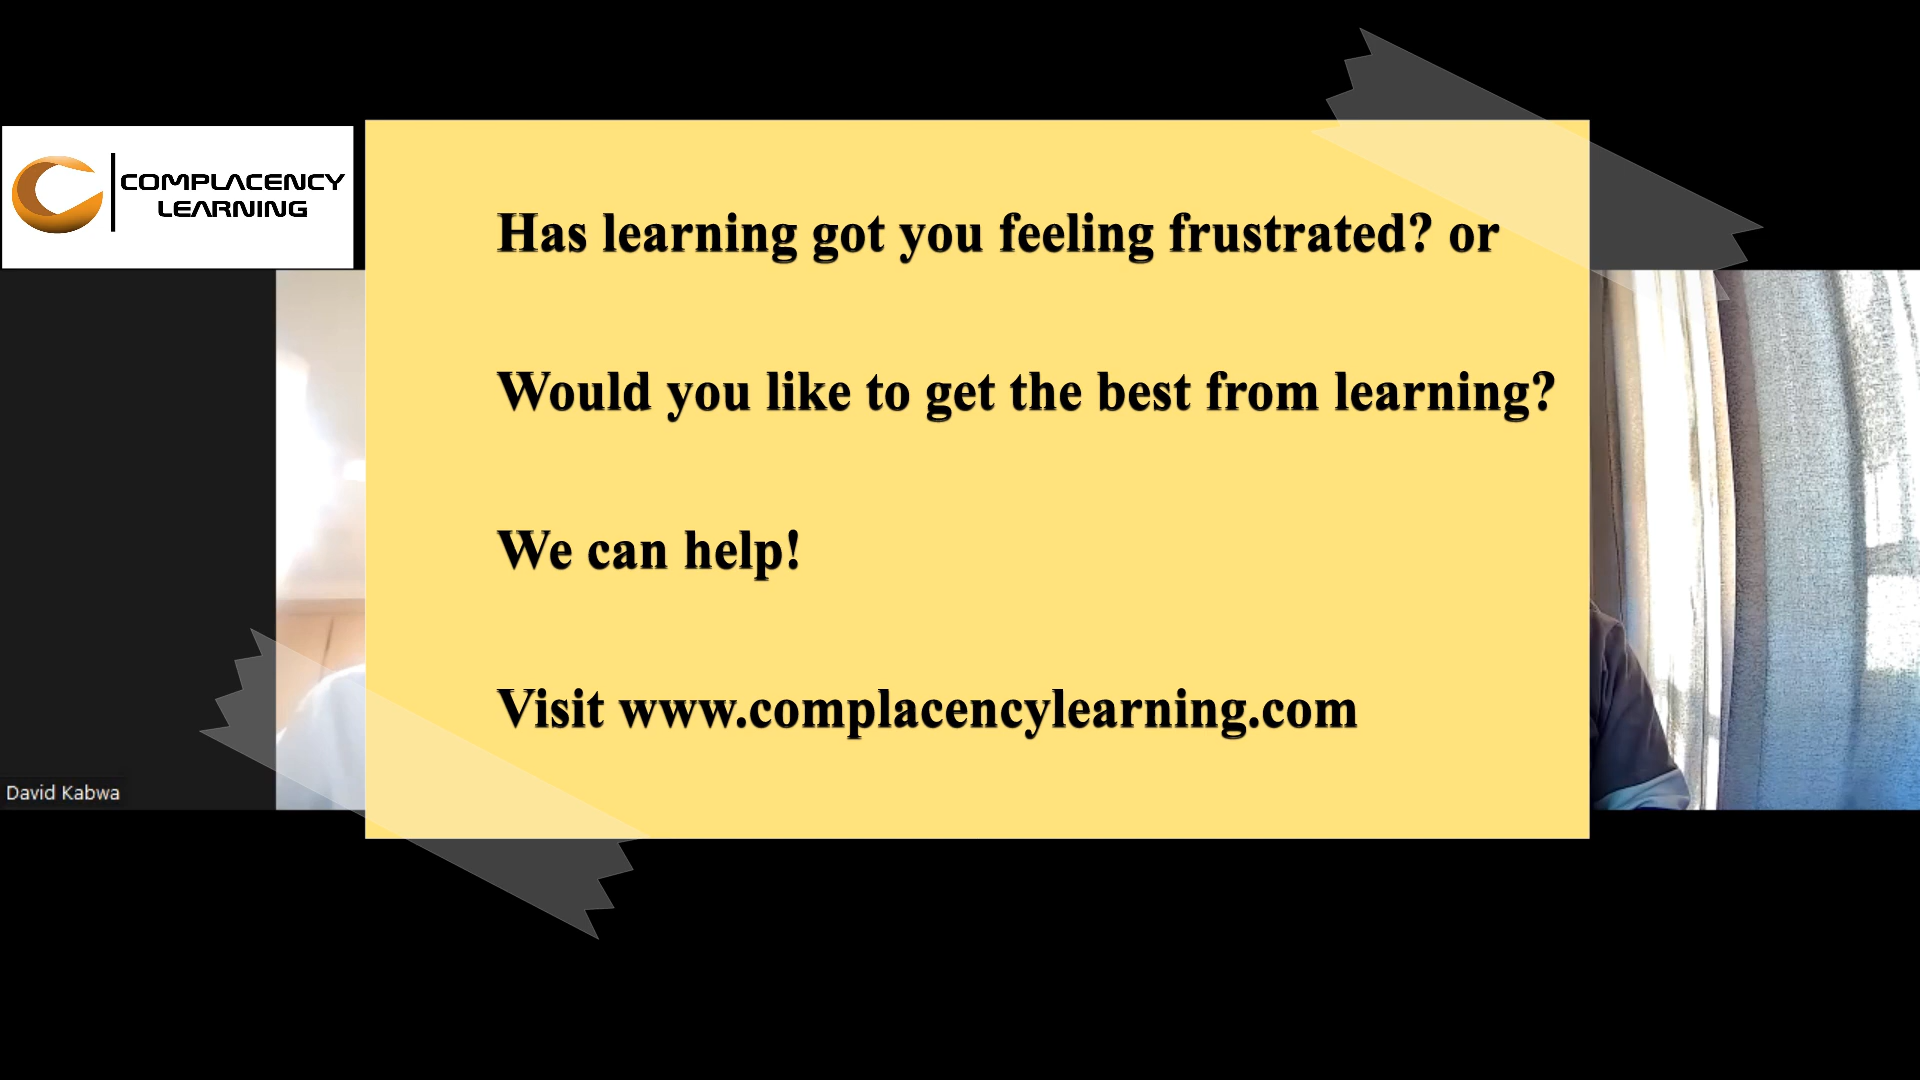 COMPLACENCY
LEARNING
Has learning got you feeling frustrated? or
Would you like to get the best from learning?
We can help!
Visit www.complacencylearning.com
David Kabwa